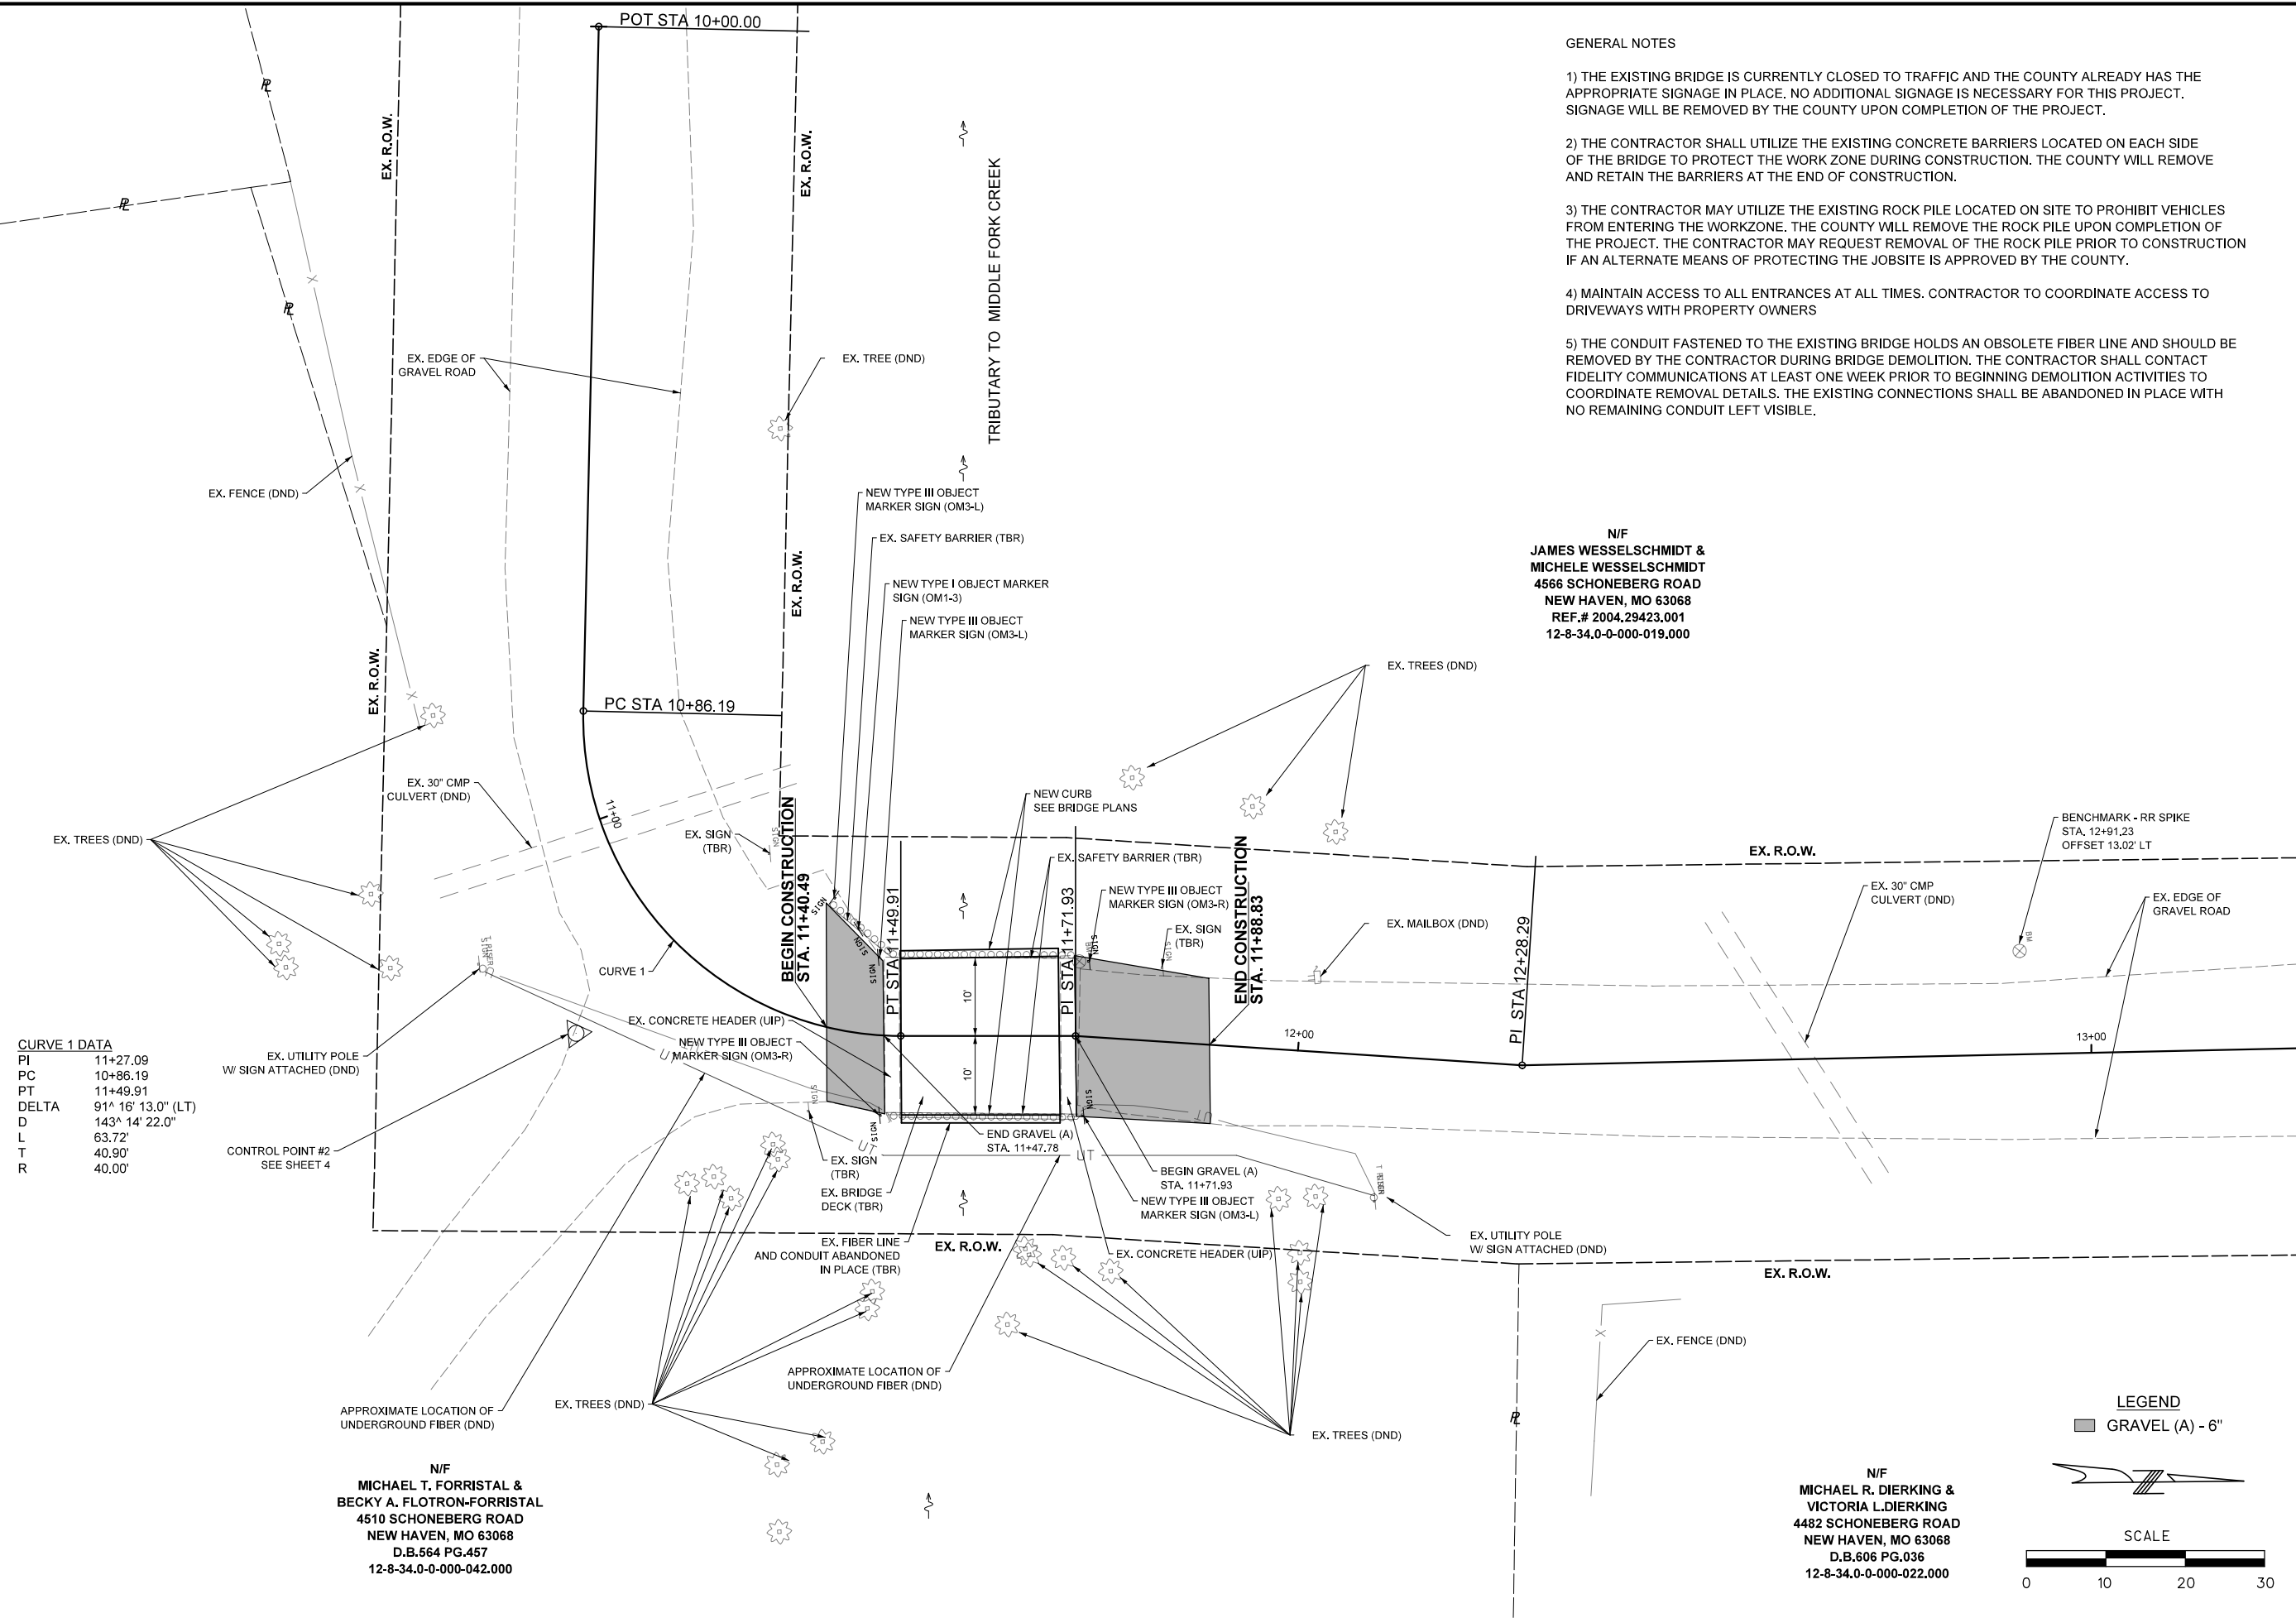 POT STA 10+00.00
GENERAL NOTES
1) THE EXISTING BRIDGE IS CURRENTLY CLOSED TO TRAFFIC AND THE COUNTY ALREADY HAS THE
APPROPRIATE SIGNAGE IN PLACE. NO ADDITIONAL SIGNAGE IS NECESSARY FOR THIS PROJECT.
SIGNAGE WILL BE REMOVED BY THE COUNTY UPON COMPLETION OF THE PROJECT.
2) THE CONTRACTOR SHALL UTILIZE THE EXISTING CONCRETE BARRIERS LOCATED ON EACH SIDE
OF THE BRIDGE TO PROTECT THE WORK ZONE DURING CONSTRUCTION. THE COUNTY WILL REMOVE
AND RETAIN THE BARRIERS AT THE END OF CONSTRUCTION.
3) THE CONTRACTOR MAY UTILIZE THE EXISTING ROCK PILE LOCATED ON SITE TO PROHIBIT VEHICLES
FROM ENTERING THE WORKZONE. THE COUNTY WILL REMOVE THE ROCK PILE UPON COMPLETION OF
THE PROJECT. THE CONTRACTOR MAY REQUEST REMOVAL OF THE ROCK PILE PRIOR TO CONSTRUCTION
IF AN ALTERNATE MEANS OF PROTECTING THE JOBSITE IS APPROVED BY THE COUNTY.
4) MAINTAIN ACCESS TO ALL ENTRANCES AT ALL TIMES. CONTRACTOR TO COORDINATE ACCESS TO
DRIVEWAYS WITH PROPERTY OWNERS
5) THE CONDUIT FASTENED TO THE EXISTING BRIDGE HOLDS AN OBSOLETE FIBER LINE AND SHOULD BE
REMOVED BY THE CONTRACTOR DURING BRIDGE DEMOLITION. THE CONTRACTOR SHALL CONTACT
FIDELITY COMMUNICATIONS AT LEAST ONE WEEK PRIOR TO BEGINNING DEMOLITION ACTIVITIES TO
COORDINATE REMOVAL DETAILS. THE EXISTING CONNECTIONS SHALL BE ABANDONED IN PLACE WITH
NO REMAINING CONDUIT LEFT VISIBLE.
PL
PL
PL
EX. R.O.W.
EX. R.O.W.
EX. R.O.W.
EX. R.O.W.
TRIBUTARY TO MIDDLE FORK CREEK
EX. EDGE OF
GRAVEL ROAD
EX. TREE (DND)
EX. FENCE (DND)
X
X
X
NEW TYPE III OBJECT
MARKER SIGN (OM3-L)
EX. SAFETY BARRIER (TBR)
NEW TYPE I OBJECT MARKER
SIGN (OM1-3)
NEW TYPE III OBJECT
MARKER SIGN (OM3-L)
N/F
JAMES WESSELSCHMIDT &
MICHELE WESSELSCHMIDT
4566 SCHONEBERG ROAD
NEW HAVEN, MO 63068
REF.# 2004.29423.001
12-8-34.0-0-000-019.000
EX. TREES (DND)
PC STA 10+86.19
EX. 30" CMP
CULVERT (DND)
11+00
EX. TREES (DND)
EX. SIGN
(TBR)
SIGN
BEGIN CONSTRUCTION
STA. 11+40.49
NEW CURB
SEE BRIDGE PLANS
EX. SAFETY BARRIER (TBR)
NEW TYPE III OBJECT
MARKER SIGN (OM3-R)
EX. SIGN
(TBR)
SIGN
END CONSTRUCTION
STA. 11+88.83
EX. MAILBOX (DND)
EX. R.O.W.
BENCHMARK - RR SPIKE
STA. 12+91.23
OFFSET 13.02' LT
BM
EX. 30" CMP
CULVERT (DND)
EX. EDGE OF
GRAVEL ROAD
SIGN
SIGN
SIGN
SIGN
PT STA 11+49.91
PI STA 11+71.93
PI STA 12+28.29
CURVE 1
10'
10'
EX. CONCRETE HEADER (UIP)
NEW TYPE III OBJECT
MARKER SIGN (OM3-R)
12+00
13+00
CURVE 1 DATA
PI 11+27.09
PC 10+86.19
PT 11+49.91
DELTA 91^ 16' 13.0" (LT)
D 143^ 14' 22.0"
L 63.72'
T 40.90'
R 40.00'
EX. UTILITY POLE
W/ SIGN ATTACHED (DND)
CONTROL POINT #2
SEE SHEET 4
UT
SIGN
SIGN
SIGN
UT
UT
UT
END GRAVEL (A)
STA. 11+47.78
EX. SIGN
(TBR)
EX. BRIDGE
DECK (TBR)
BEGIN GRAVEL (A)
STA. 11+71.93
NEW TYPE III OBJECT
MARKER SIGN (OM3-L)
EX. FIBER LINE
AND CONDUIT ABANDONED
IN PLACE (TBR)
EX. R.O.W.
EX. CONCRETE HEADER (UIP)
EX. UTILITY POLE
W/ SIGN ATTACHED (DND)
EX. R.O.W.
X
EX. FENCE (DND)
APPROXIMATE LOCATION OF
UNDERGROUND FIBER (DND)
APPROXIMATE LOCATION OF
UNDERGROUND FIBER (DND)
EX. TREES (DND)
EX. TREES (DND)
PL
LEGEND
GRAVEL (A) - 6"
N/F
MICHAEL T. FORRISTAL &
BECKY A. FLOTRON-FORRISTAL
4510 SCHONEBERG ROAD
NEW HAVEN, MO 63068
D.B.564 PG.457
12-8-34.0-0-000-042.000
N/F
MICHAEL R. DIERKING &
VICTORIA L.DIERKING
4482 SCHONEBERG ROAD
NEW HAVEN, MO 63068
D.B.606 PG.036
12-8-34.0-0-000-022.000
SCALE
0 10 20 30